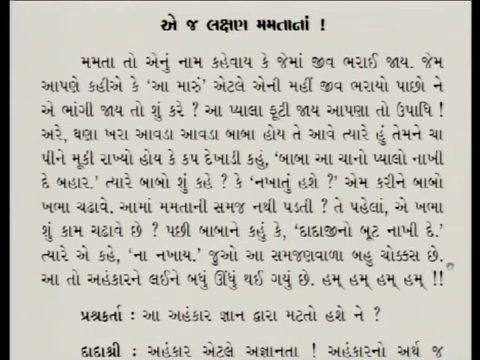 એ જ લક્ષણ મમતાનાં !
મમતા તો એનું નામ કહેવાય કે જેમાં જીવ ભરાઈ જાય. જેમ
આપણે કહીએ કે ‘આ મારું’ એટલે એની મહીં જીવ ભરાયો પાછો ને
એ ભાંગી જાય તો શું કરે ? આ પ્યાલા ફૂટી જાય આપણા તો ઉપાધિ !
અરે, ઘણા ખરા આવડા આવડા બાબા હોય તે આવે ત્યારે હું તેમને ચા
પીને મૂકી રાખ્યો હોય કે કપ દેખાડી કહું, ‘બાબા આ ચાનો પ્યાલો નાખી
દે બહાર.’ ત્યારે બાબો શું કહે ? કે ‘નખાતું હશે ?’ એમ કરીને બાબો
ખભા ચઢાવે. આમાં મમતાની સમજ નથી પડતી ? તે પહેલાં, એ ખભા
શું કામ ચઢાવે છે ? પછી બાબાને કહું કે, ‘દાદાજીનો બૂટ નાખી દે.’
ત્યારે એ કહે, ‘ના નખાય.’ જુઓ આ સમજણવાળા બહુ ચોક્કસ છે.
આ તો અહંકારને લઈને બધું ઊંધું થઈ ગયું છે. હમ્ હમ્ હમ્ હમ્ !!
પ્રશ્નકર્તા : આ અહંકાર જ્ઞાન દ્વારા મટતો હશે ને ?
દાદાશ્રી : અહંકાર એટલે અજ્ઞાનતા ! અહંકારનો અર્થ જ